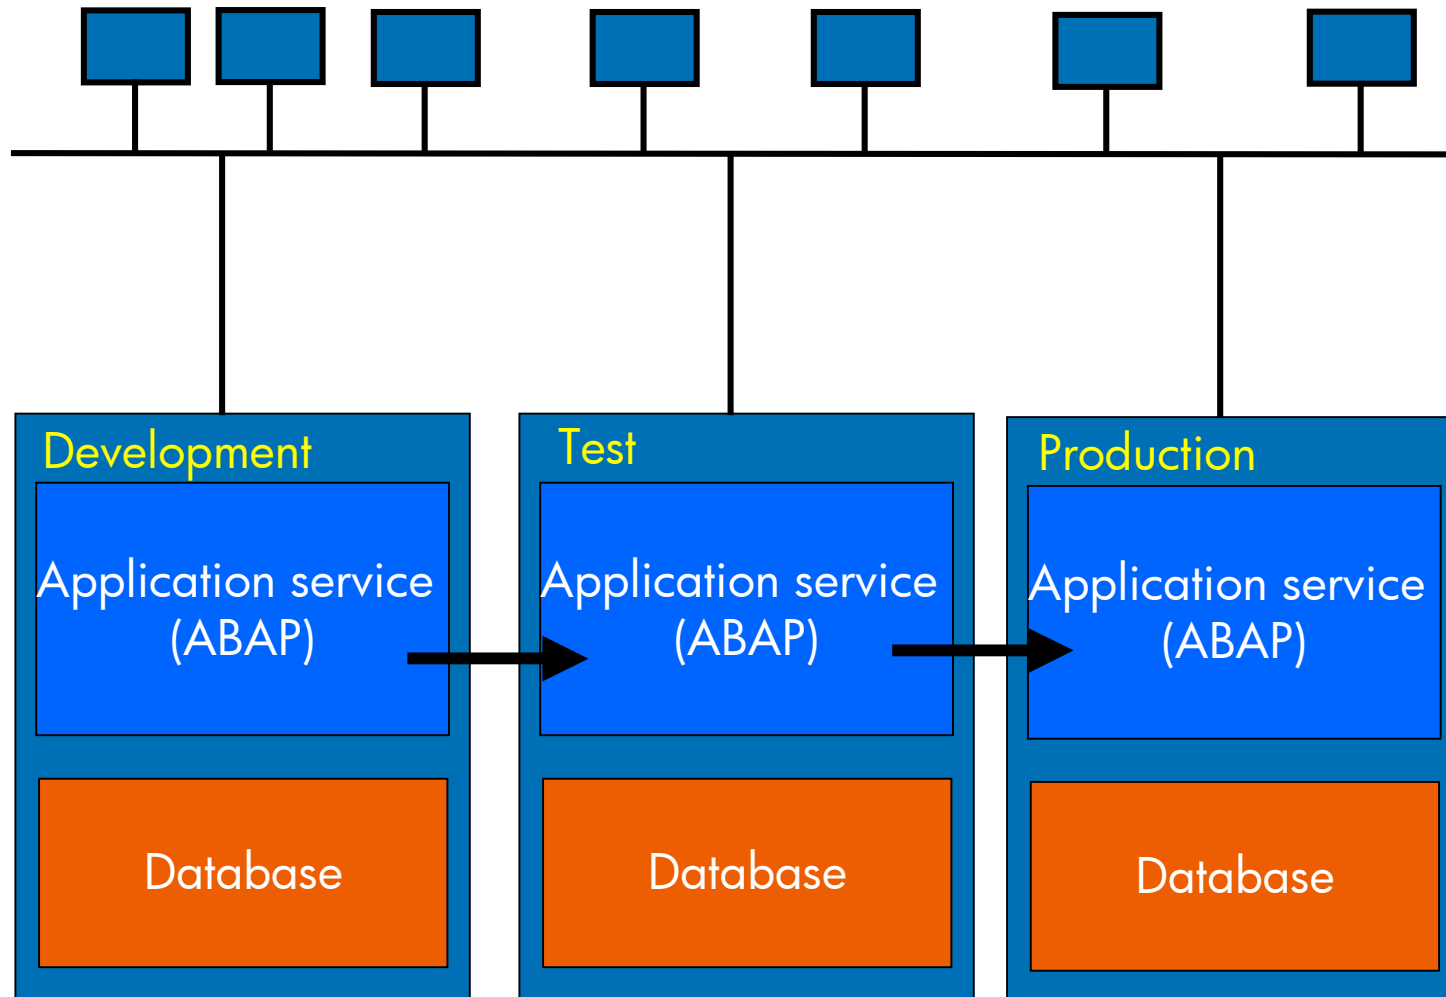 Development
Application service
(ABAP)
Database
Test
Application service
(ABAP)
Database
Production
Application service
(ABAP)
Database